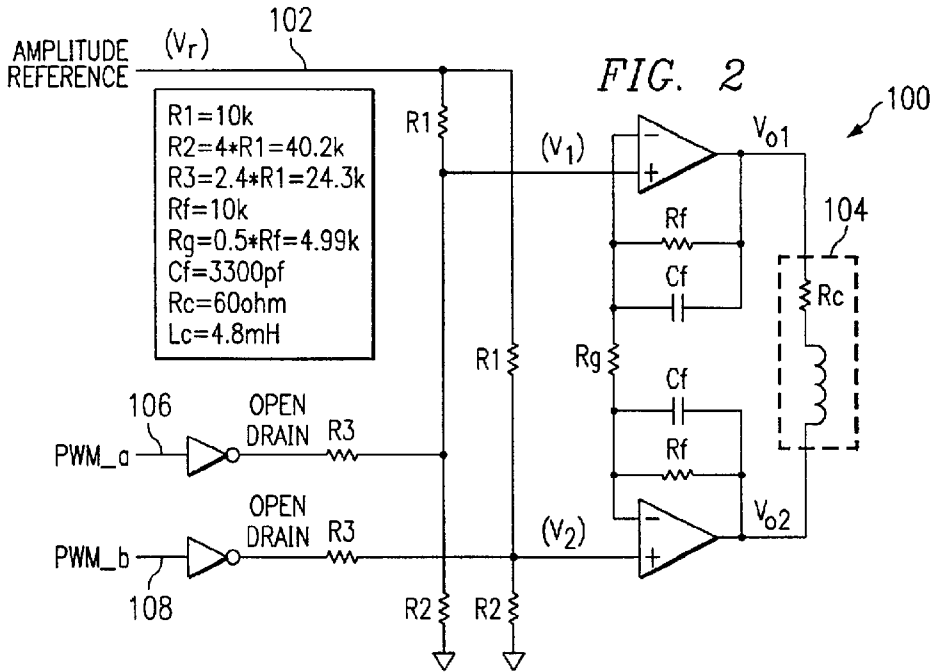 102
AMPLITUDE
REFERENCE
(Vr)
FIG. 2
100
R1=10k
R2=4*R1=40.2k
R3=2.4*R1=24.3k
Rf=10k
Rg=0.5*Rf=4.99k
Cf=3300pf
Rc=60ohm
Lc=4.8mH
R1
(V1)
−
+
Vo1
Rf
Cf
104
Rc
R1
Rg
Cf
Rf
106
OPEN
DRAIN
R3
PWM_a
OPEN
DRAIN
R3
PWM_b
108
(V2)
−
+
Vo2
R2
R2